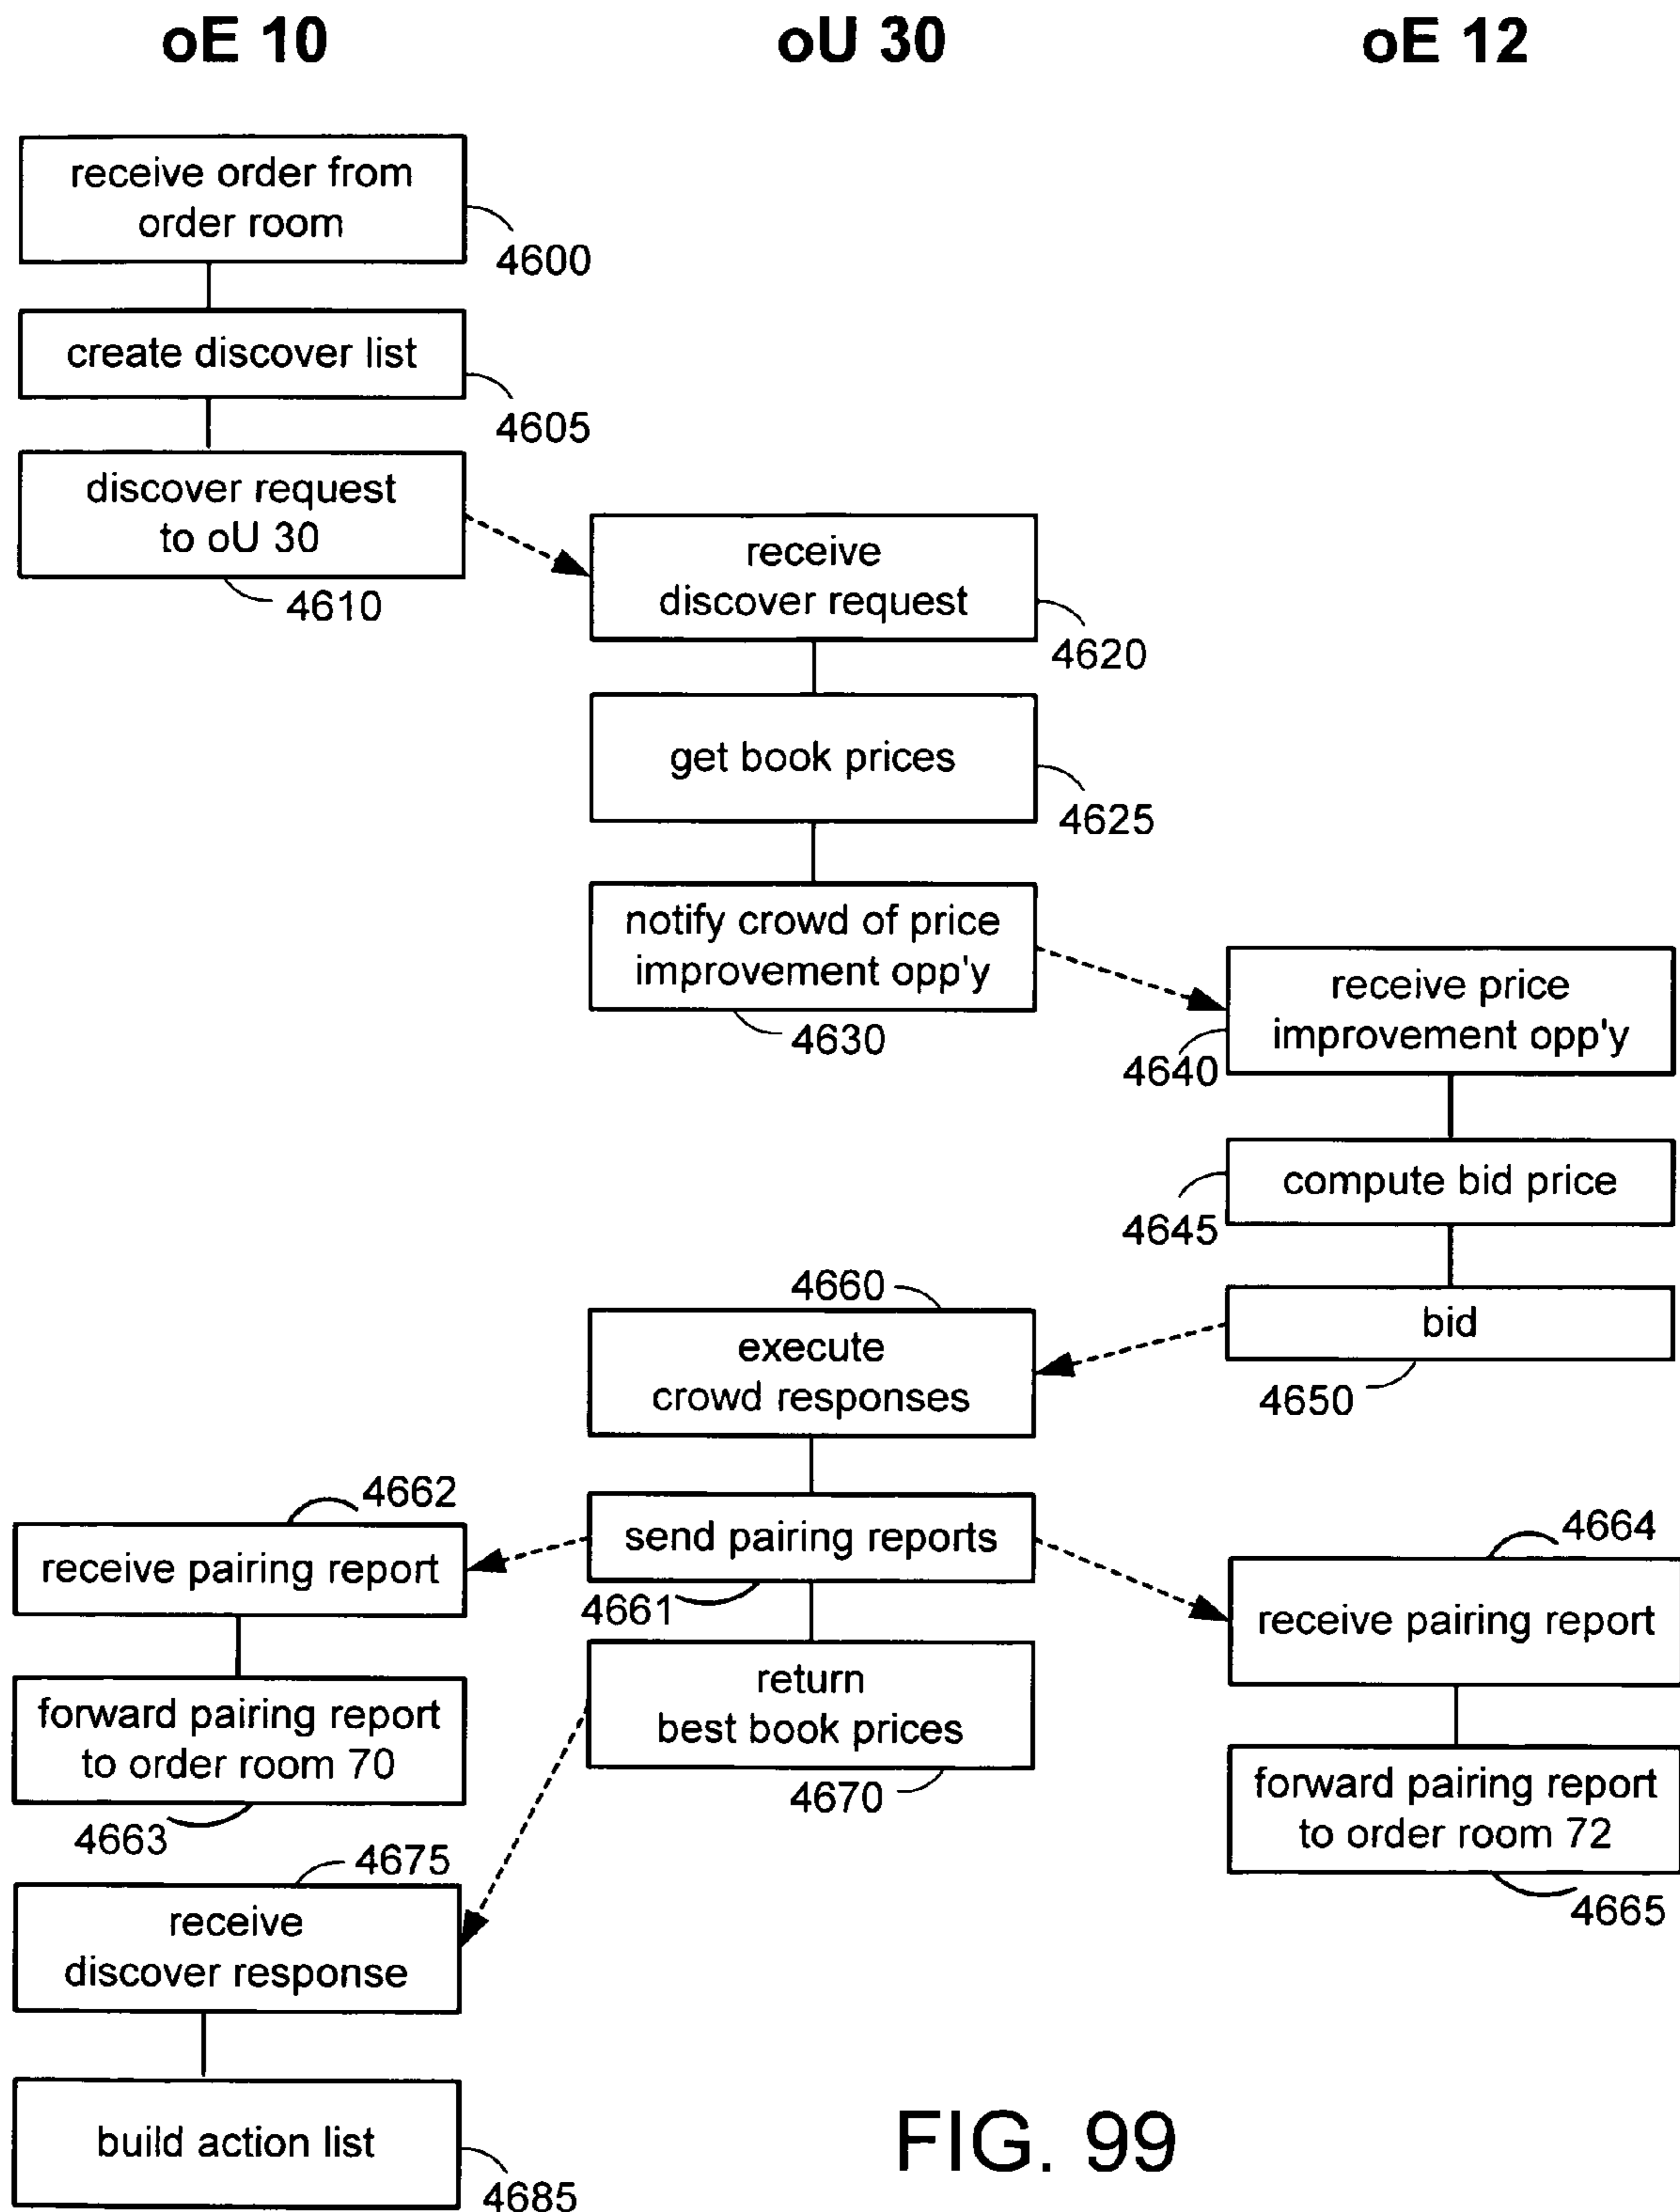 oE 10
oU 30
oE 12
receive order from
order room
4600
create discover list
4605
discover request
to oU 30
4610
receive
discover request
4620
get book prices
4625
notify crowd of price
improvement opp'y
4630
receive price
improvement opp'y
4640
compute bid price
4645
bid
4650
4660
execute
crowd responses
send pairing reports
4661
4662
receive pairing report
forward pairing report
to order room 70
4663
4664
receive pairing report
forward pairing report
to order room 72
4665
return
best book prices
4670
4675
receive
discover response
build action list
4685
FIG. 99